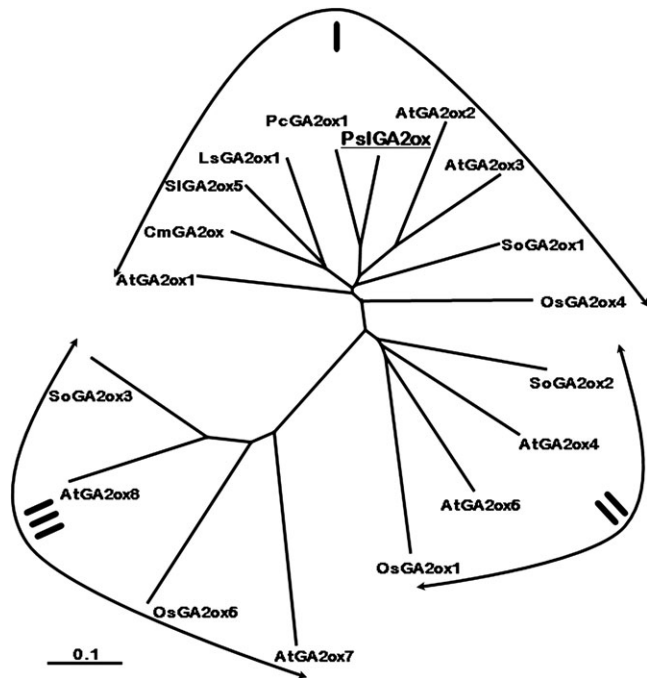 I
AtGA2ox2
PcGA2ox1
PslGA2ox
LsGA2ox1
AtGA2ox3
SlGA2ox5
CmGA2ox
SoGA2ox1
AtGA2ox1
OsGA2ox4
SoGA2ox2
SoGA2ox3
AtGA2ox4
AtGA2ox8
AtGA2ox6
III
II
OsGA2ox1
OsGA2ox6
AtGA2ox7
0.1